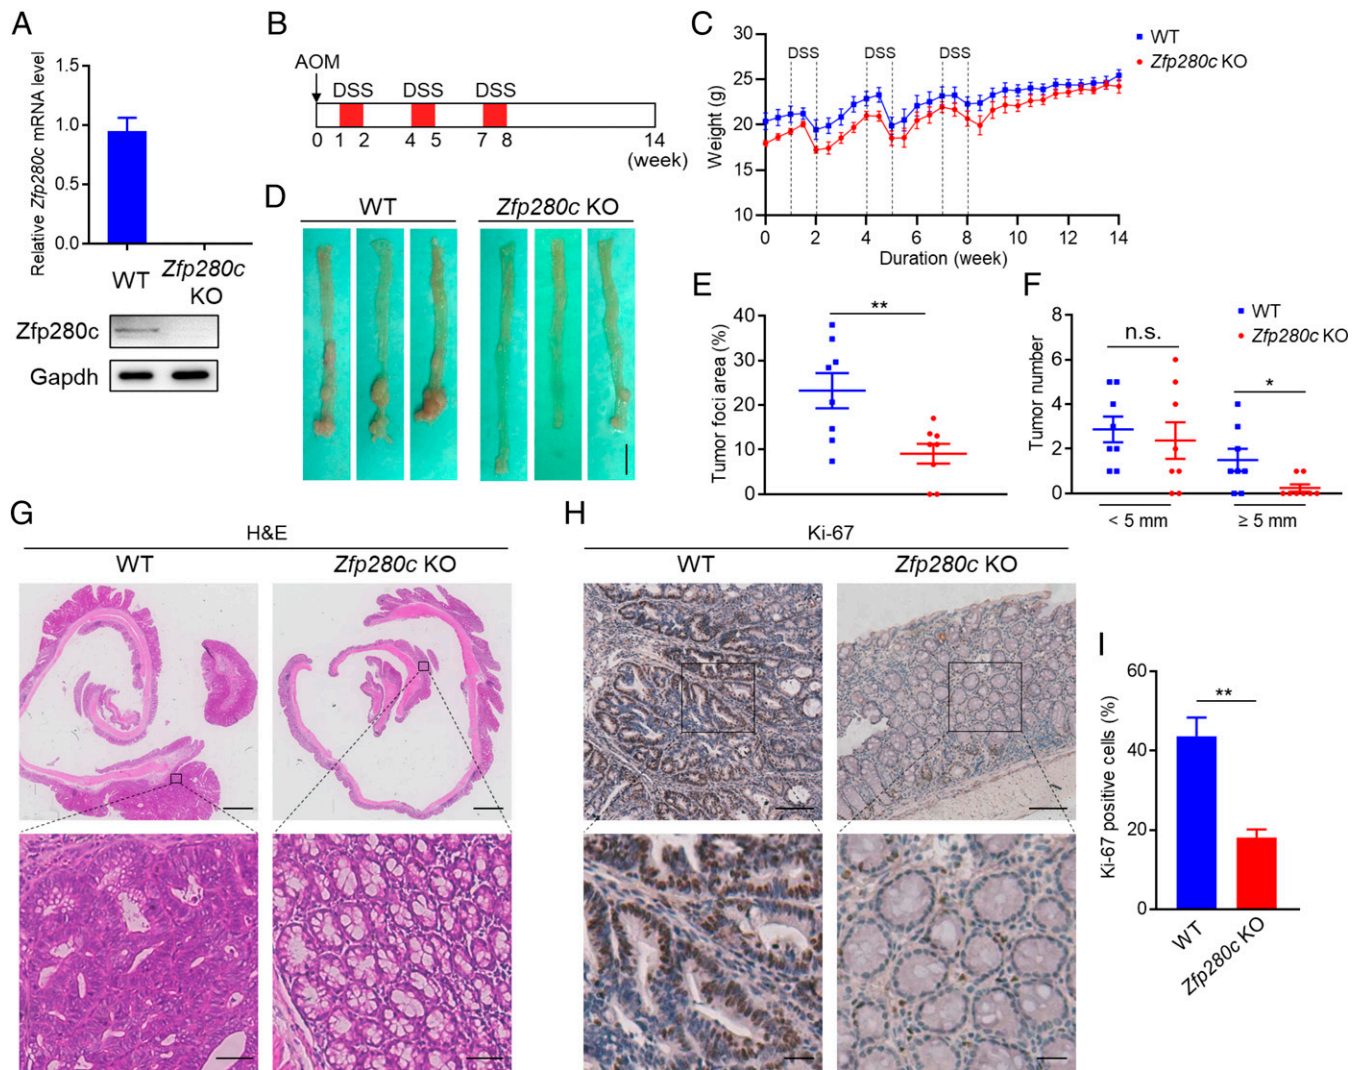 A
Relative Zfp280c mRNA level
1.5
1.0
0.5
0.0
WT
Zfp280c
KO
Zfp280c
Gapdh
B
AOM
DSS DSS DSS
0 1 2 4 5 7 8 14
(week)
C
Weight (g)
30
25
20
15
10
DSS DSS DSS
0 2 4 6 8 10 12 14
Duration (week)
WT
Zfp280c KO
D
WT Zfp280c KO
E
Tumor foci area (%)
40
30
20
10
0
**
F
Tumor number
8
6
4
2
0
n.s.
*
WT
Zfp280c KO
< 5 mm ≥ 5 mm
G
H&E
WT Zfp280c KO
H
Ki-67
WT Zfp280c KO
I
Ki-67 positive cells (%)
60
40
20
0
**
WT
Zfp280c KO